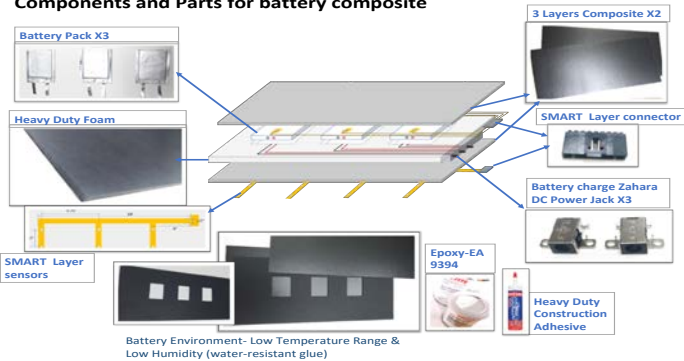 Components and Parts for battery composite
3 Layers Composite X2
Battery Pack X3
Heavy Duty Foam
SMART Layer connector
Battery charge Zahara
DC Power Jack X3
SMART Layer
sensors
Epoxy-EA
9394
Heavy Duty
Construction
Adhesive
Battery Environment- Low Temperature Range &
Low Humidity (water-resistant glue)